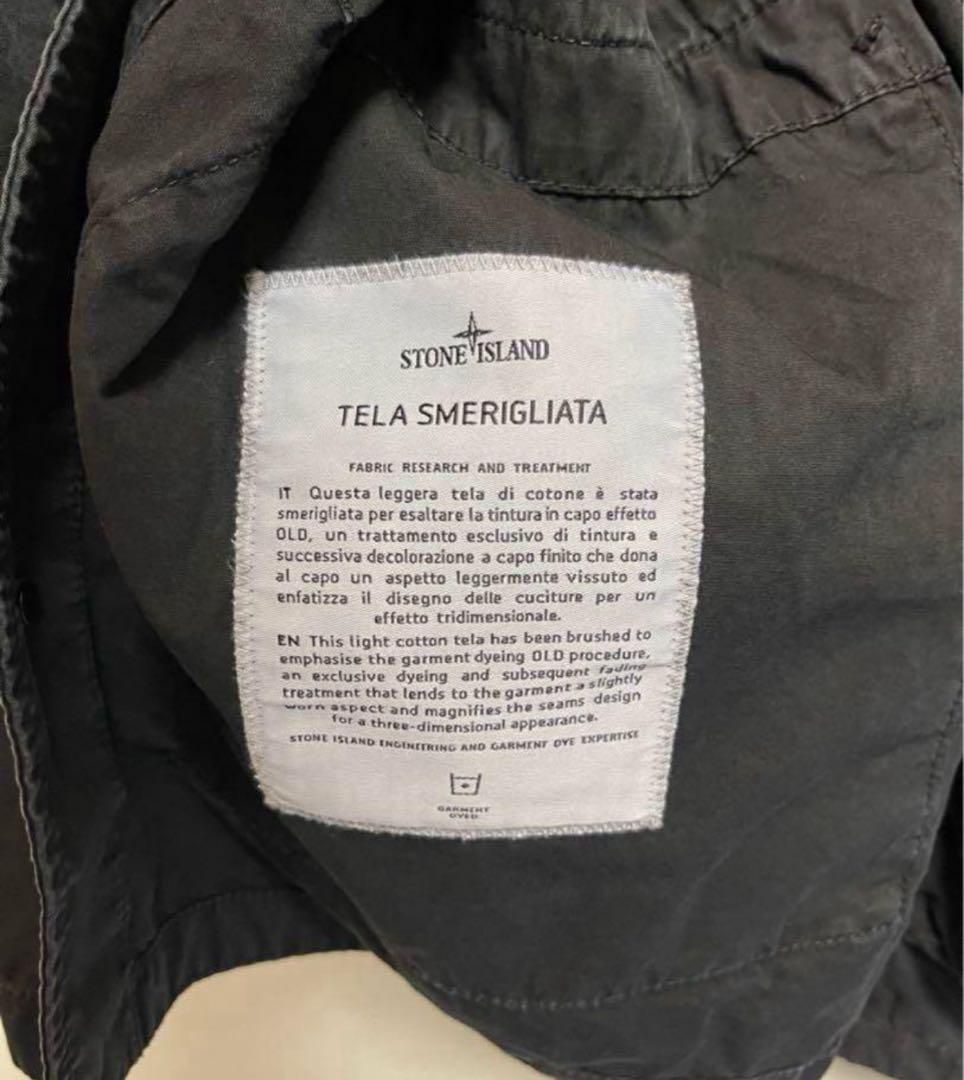 STONE ISLAND
TELA SMERIGLIATA
FABRIC RESEARCH AND TREATMENT
IT Questa leggera tela di cotone è stata
smerigliata per esaltare la tintura in capo effetto
OLD, un trattamento esclusivo di tintura e
successiva decolorazione a capo finito che dona
al capo un aspetto leggermente vissuto ed
enfatizza il disegno delle cuciture per un
effetto tridimensionale.
EN This light cotton tela has been brushed to
emphasise the garment dyeing OLD procedure,
an exclusive dyeing and subsequent fading
treatment that lends to the garment a slightly
worn aspect and magnifies the seams design
for a three-dimensional appearance.
STONE ISLAND ENGINEERING AND GARMENT DYE EXPERTISE
GARMENT
DYED